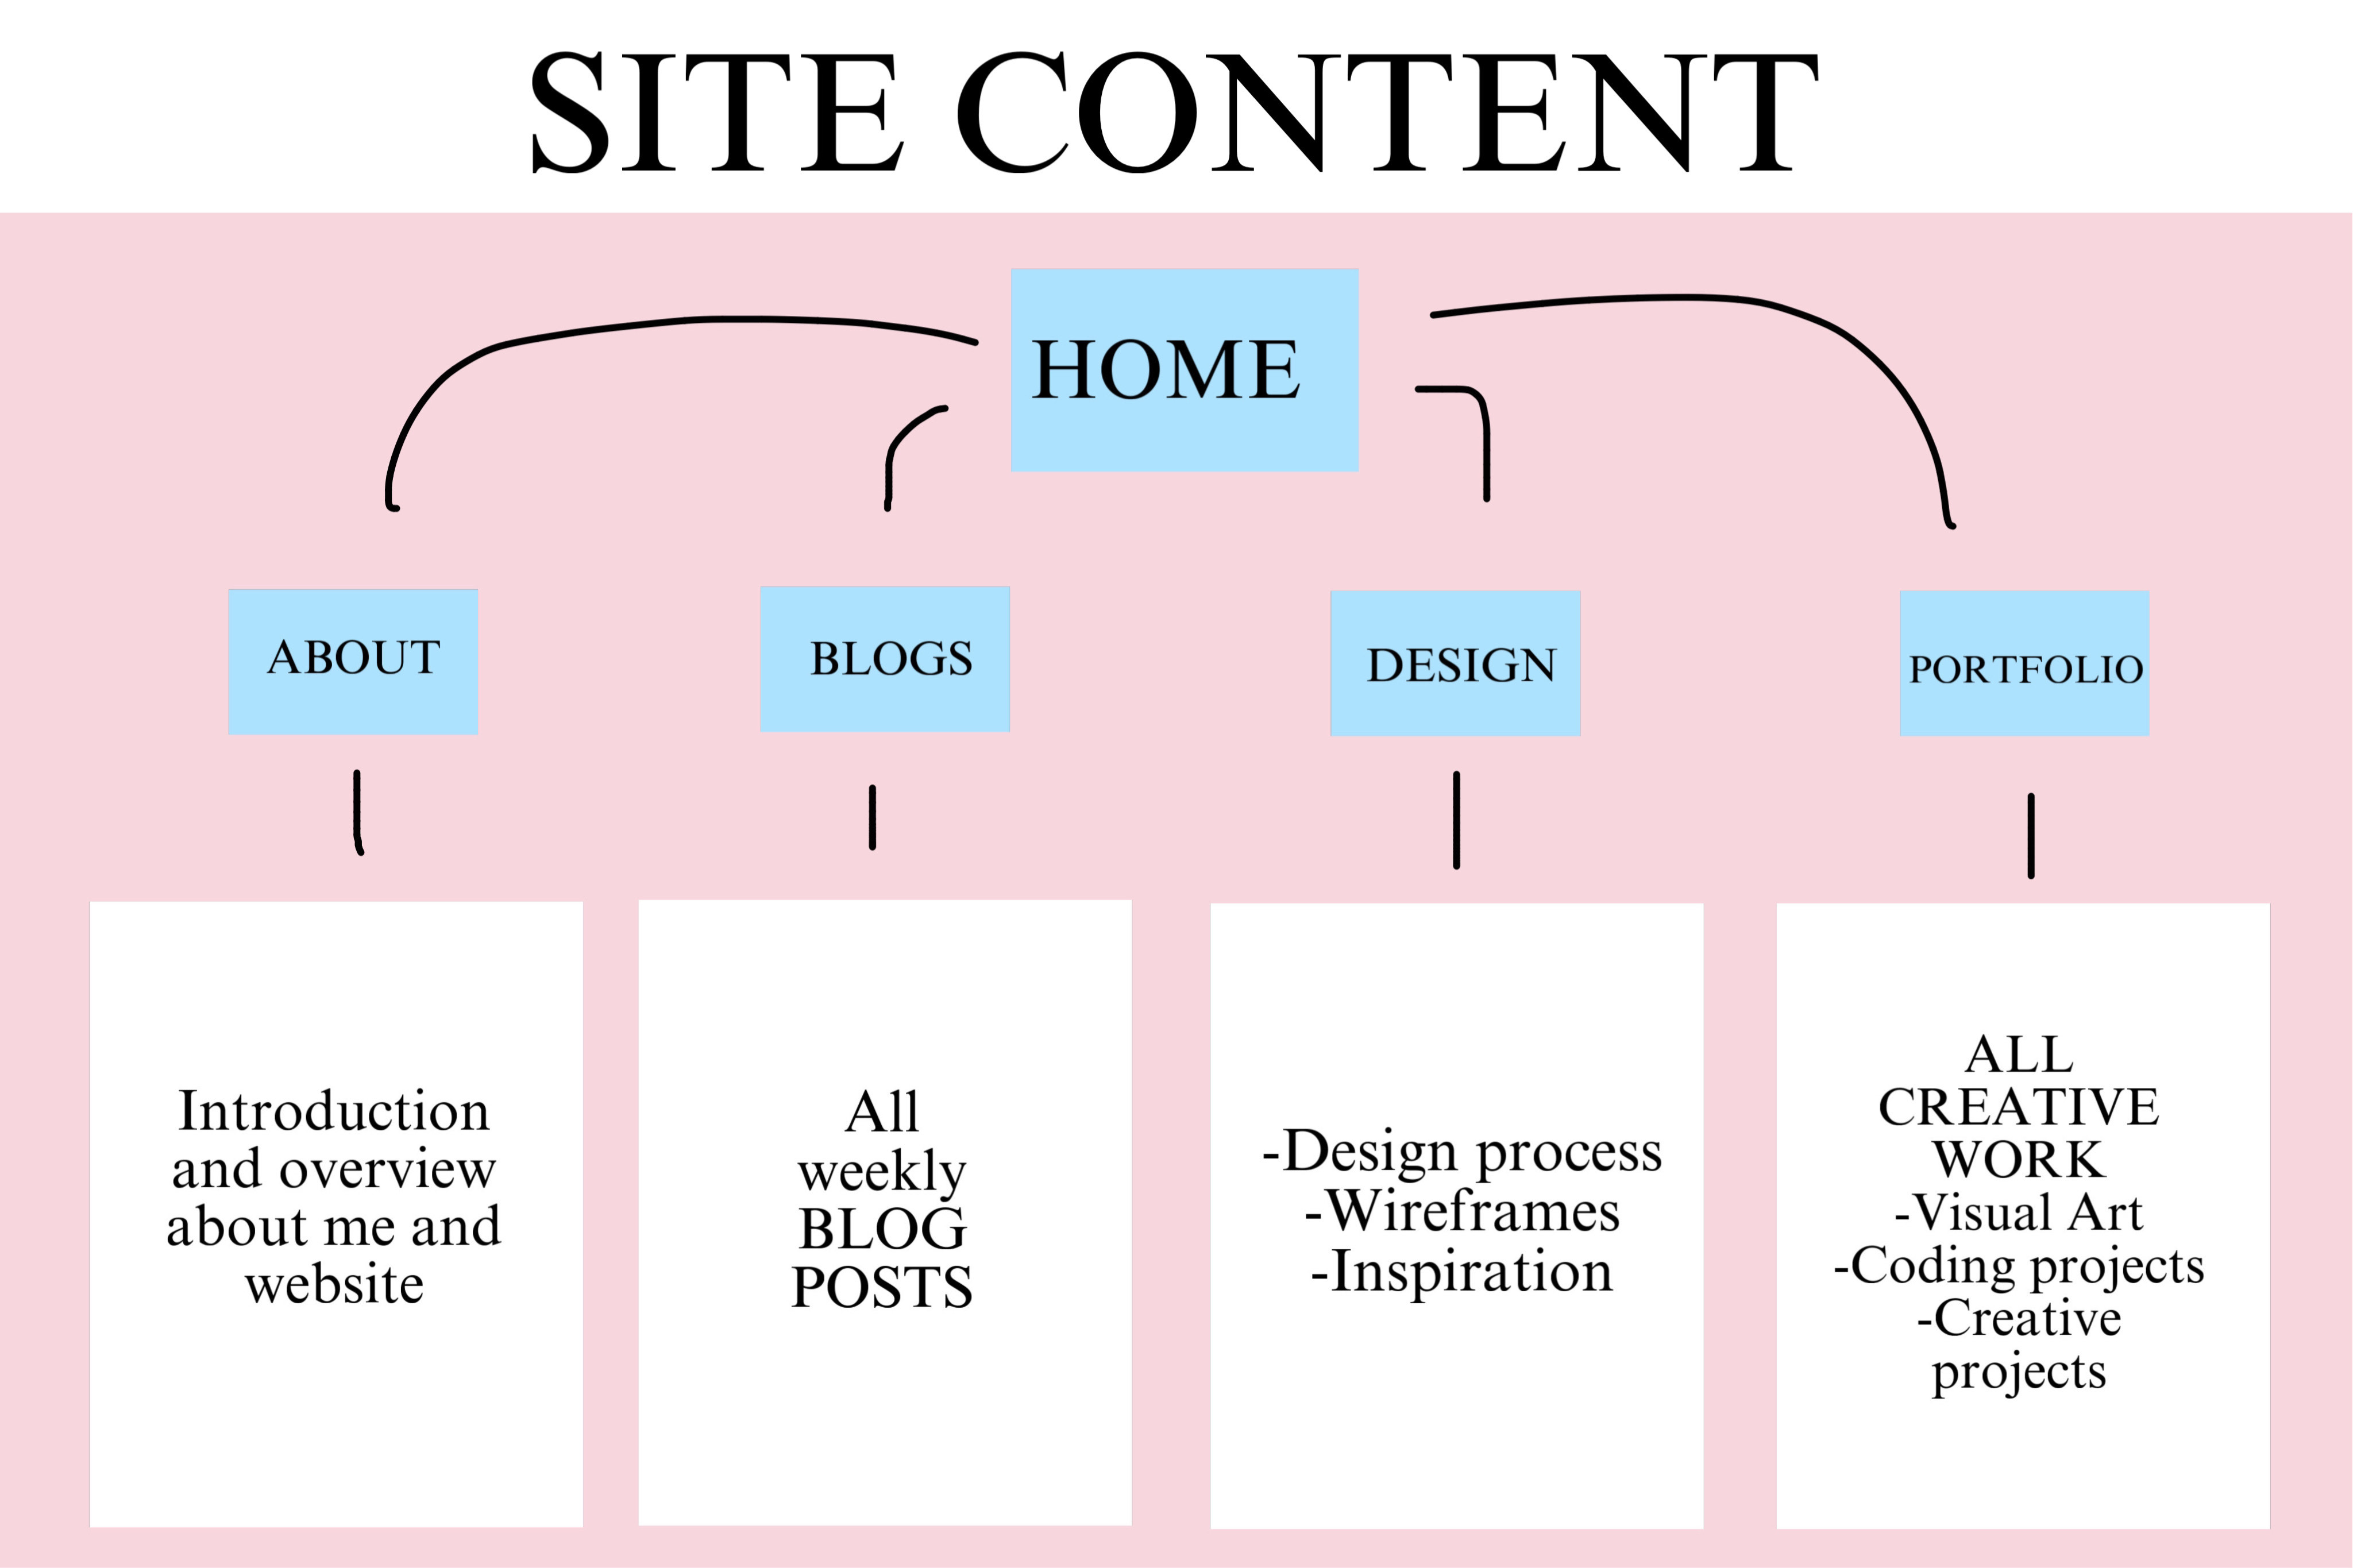 SITE CONTENT
HOME
ABOUT
BLOGS
DESIGN
PORTFOLIO
Introduction
and overview
about me and
website
All
weekly
BLOG
POSTS
-Design process
-Wireframes
-Inspiration
ALL
CREATIVE
WORK
-Visual Art
-Coding projects
-Creative
projects